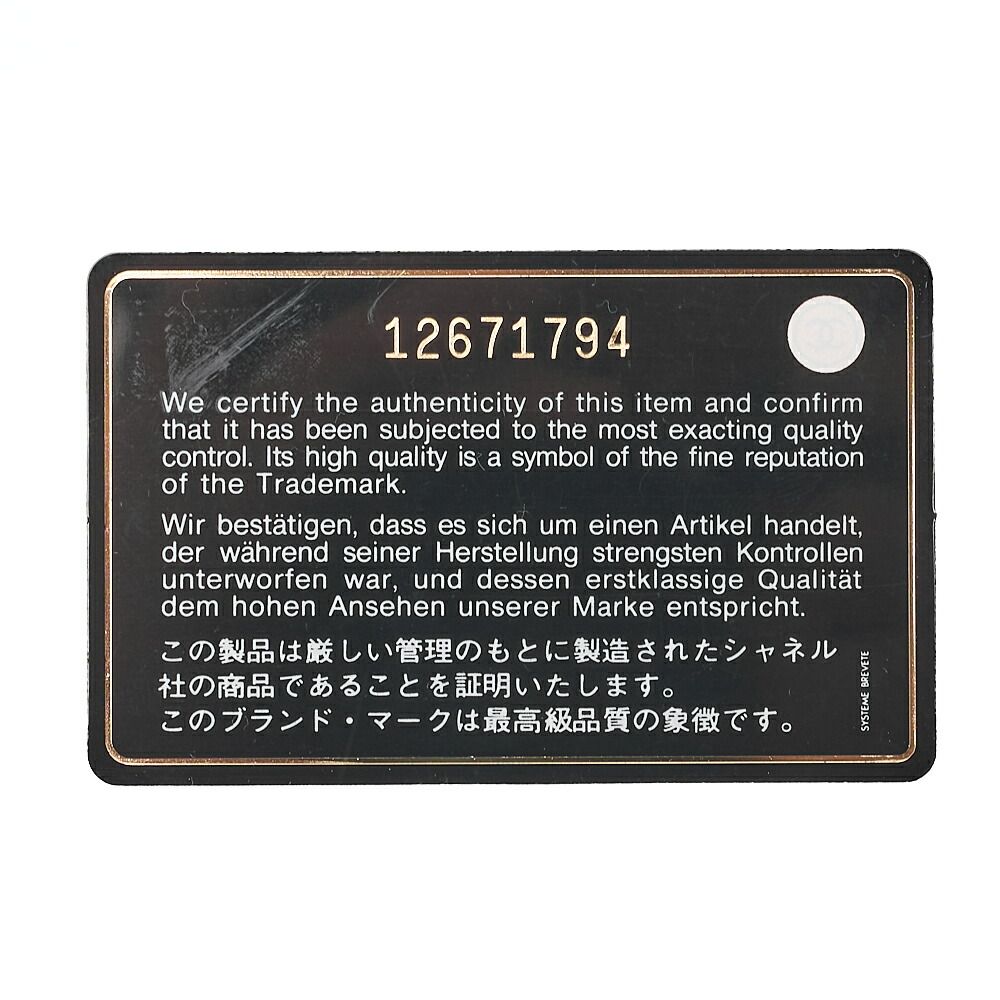 12671794
We certify the authenticity of this item and confirm
that it has been subjected to the most exacting quality
control. Its high quality is a symbol of the fine reputation
of the Trademark.
Wir bestätigen, dass es sich um einen Artikel handelt,
der während seiner Herstellung strengsten Kontrollen
unterworfen war, und dessen erstklassige Qualität
dem hohen Ansehen unserer Marke entspricht.
この製品は厳しい管理のもとに製造されたシャネル
社の商品であることを証明いたします。
このブランド・マークは最高級品質の象徴です。
SYSTEME BREVETE